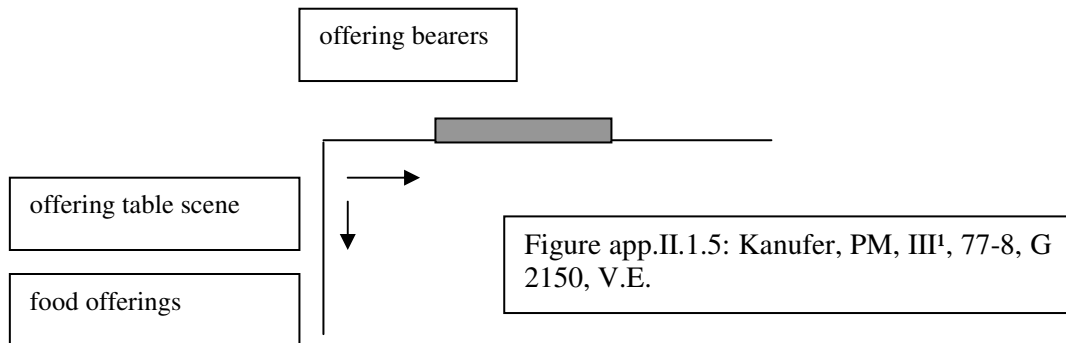 offering bearers
offering table scene
food offerings
Figure app.II.1.5: Kanufer, PM, III¹, 77-8, G
2150, V.E.